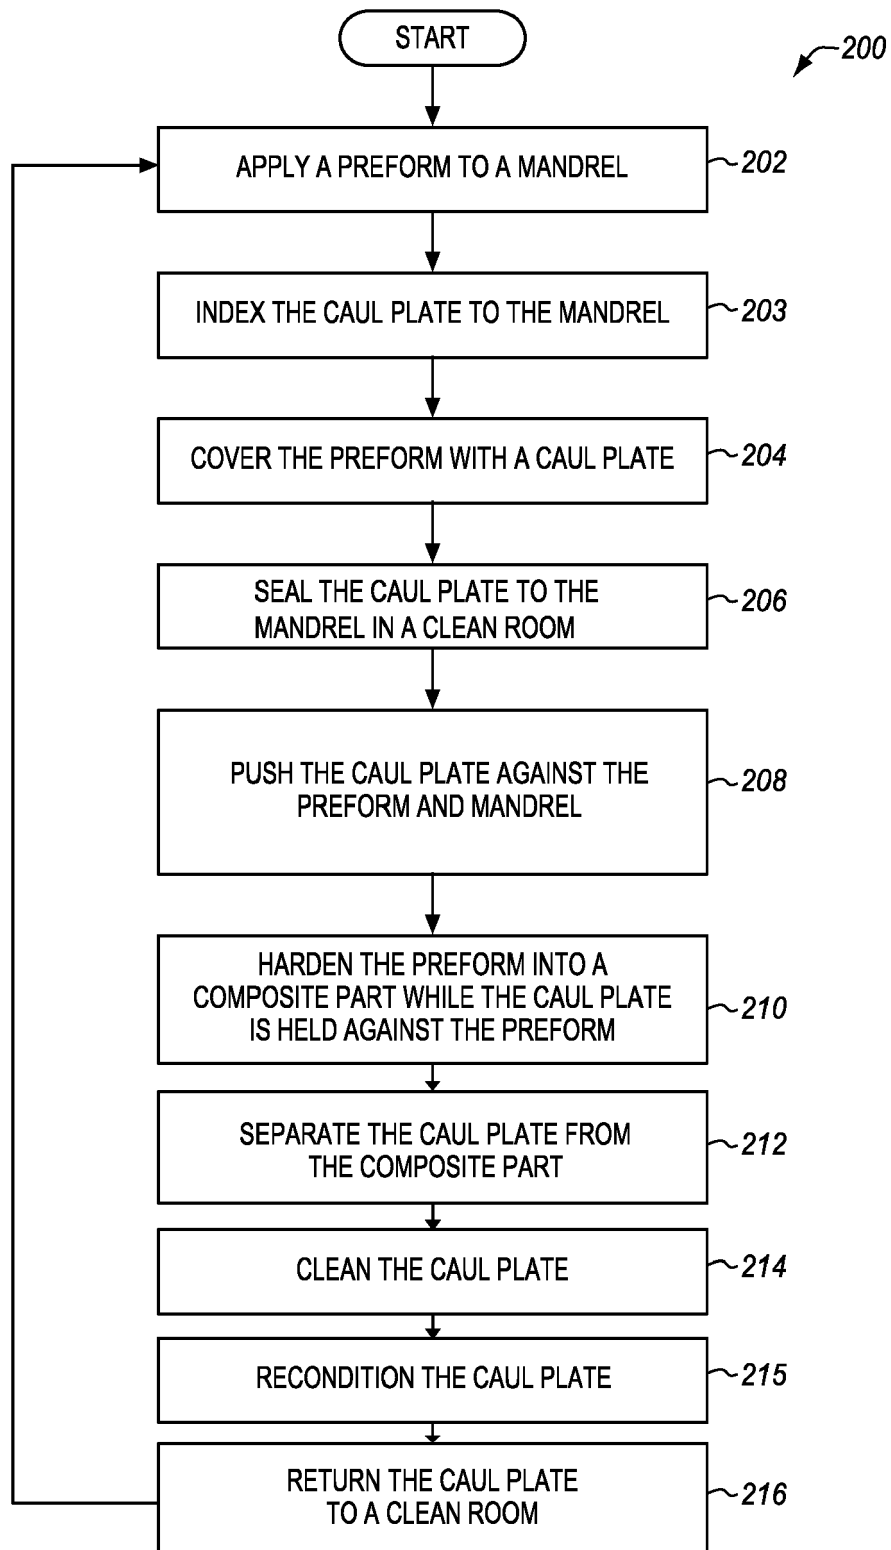 START
200
APPLY A PREFORM TO A MANDREL
202
INDEX THE CAUL PLATE TO THE MANDREL
203
COVER THE PREFORM WITH A CAUL PLATE
204
SEAL THE CAUL PLATE TO THE
MANDREL IN A CLEAN ROOM
206
PUSH THE CAUL PLATE AGAINST THE
PREFORM AND MANDREL
208
HARDEN THE PREFORM INTO A
COMPOSITE PART WHILE THE CAUL PLATE
IS HELD AGAINST THE PREFORM
210
SEPARATE THE CAUL PLATE FROM
THE COMPOSITE PART
212
CLEAN THE CAUL PLATE
214
RECONDITION THE CAUL PLATE
215
RETURN THE CAUL PLATE
TO A CLEAN ROOM
216